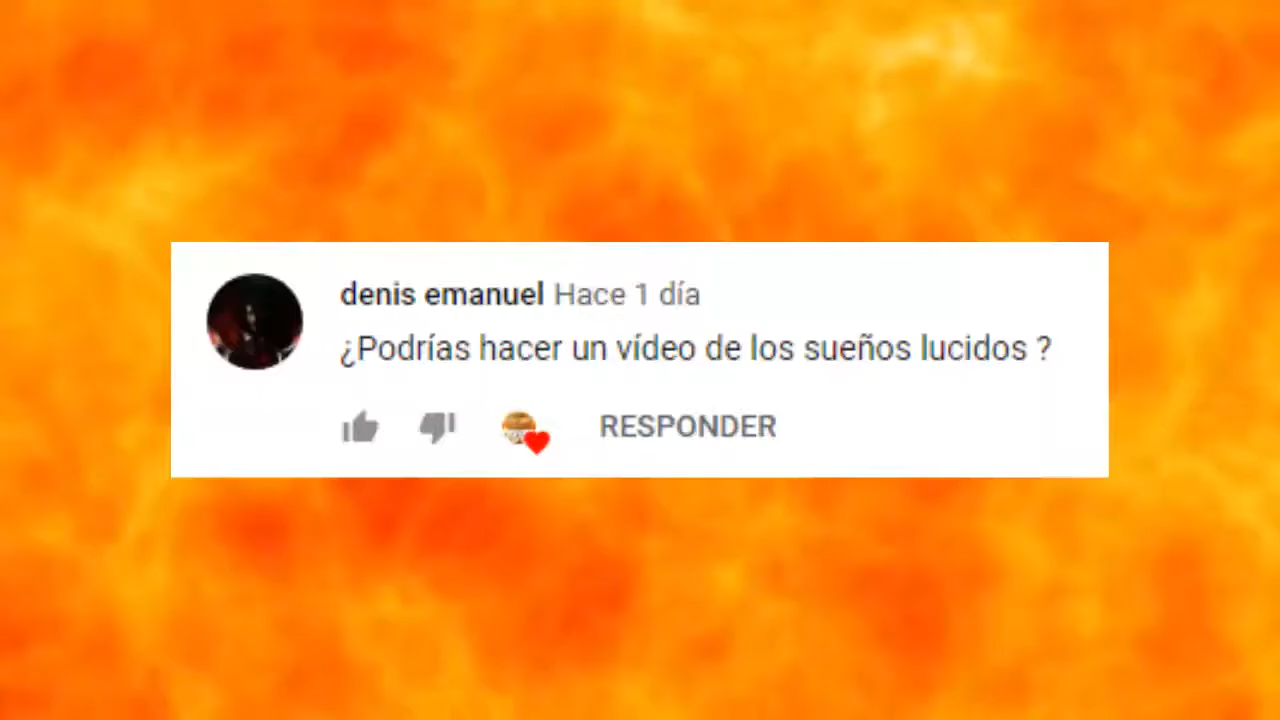 denis emanuel Hace 1 día
¿Podrías hacer un vídeo de los sueños lucidos ?
RESPONDER